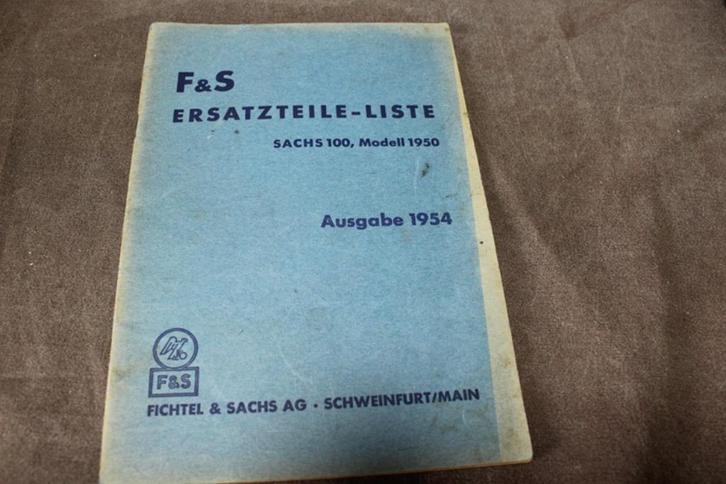 F&S
ERSATZTEILE-LISTE
SACHS 100, Modell 1950
Ausgabe 1954
F&S
FICHTEL & SACHS AG · SCHWEINFURT/MAIN